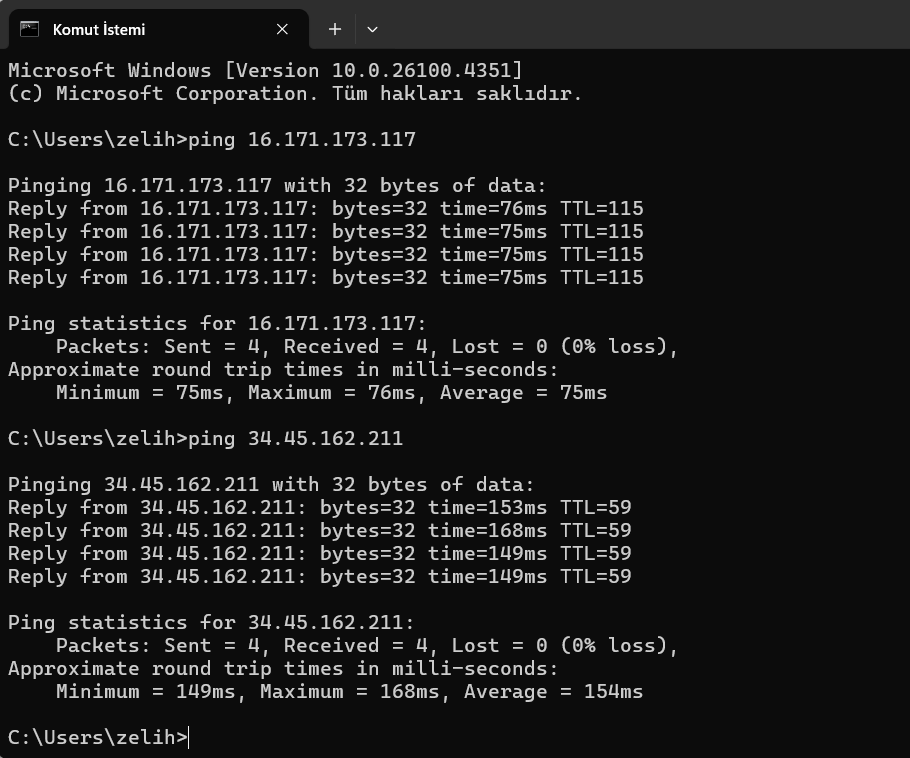 Komut İstemi
Microsoft Windows [Version 10.0.26100.4351]
(c) Microsoft Corporation. Tüm hakları saklıdır.
C:\Users\zelih>ping 16.171.173.117
Pinging 16.171.173.117 with 32 bytes of data:
Reply from 16.171.173.117: bytes=32 time=76ms TTL=115
Reply from 16.171.173.117: bytes=32 time=75ms TTL=115
Reply from 16.171.173.117: bytes=32 time=75ms TTL=115
Reply from 16.171.173.117: bytes=32 time=75ms TTL=115
Ping statistics for 16.171.173.117:
    Packets: Sent = 4, Received = 4, Lost = 0 (0% loss),
Approximate round trip times in milli-seconds:
    Minimum = 75ms, Maximum = 76ms, Average = 75ms
C:\Users\zelih>ping 34.45.162.211
Pinging 34.45.162.211 with 32 bytes of data:
Reply from 34.45.162.211: bytes=32 time=153ms TTL=59
Reply from 34.45.162.211: bytes=32 time=168ms TTL=59
Reply from 34.45.162.211: bytes=32 time=149ms TTL=59
Reply from 34.45.162.211: bytes=32 time=149ms TTL=59
Ping statistics for 34.45.162.211:
    Packets: Sent = 4, Received = 4, Lost = 0 (0% loss),
Approximate round trip times in milli-seconds:
    Minimum = 149ms, Maximum = 168ms, Average = 154ms
C:\Users\zelih>